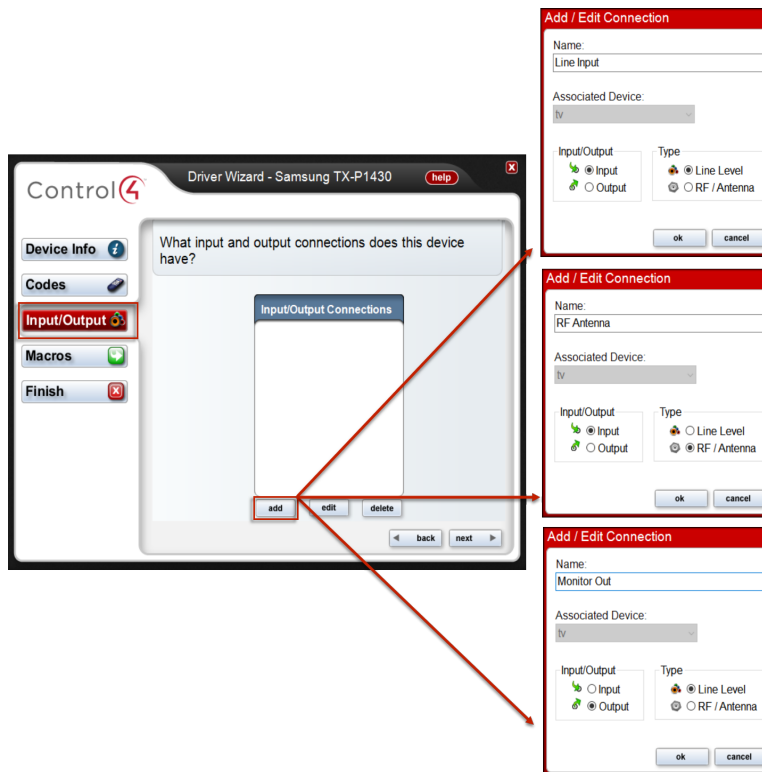 Control4
Driver Wizard - Samsung TX-P1430
help
Device Info
Codes
Input/Output
Macros
Finish
What input and output connections does this device
have?
Input/Output Connections
add
edit
delete
back
next
Add / Edit Connection
Name:
Line Input
Associated Device:
tv
Input/Output
Input
Output
Type
Line Level
RF / Antenna
ok
cancel
Add / Edit Connection
Name:
RF Antenna
Associated Device:
tv
Input/Output
Input
Output
Type
Line Level
RF / Antenna
ok
cancel
Add / Edit Connection
Name:
Monitor Out
Associated Device:
tv
Input/Output
Input
Output
Type
Line Level
RF / Antenna
ok
cancel